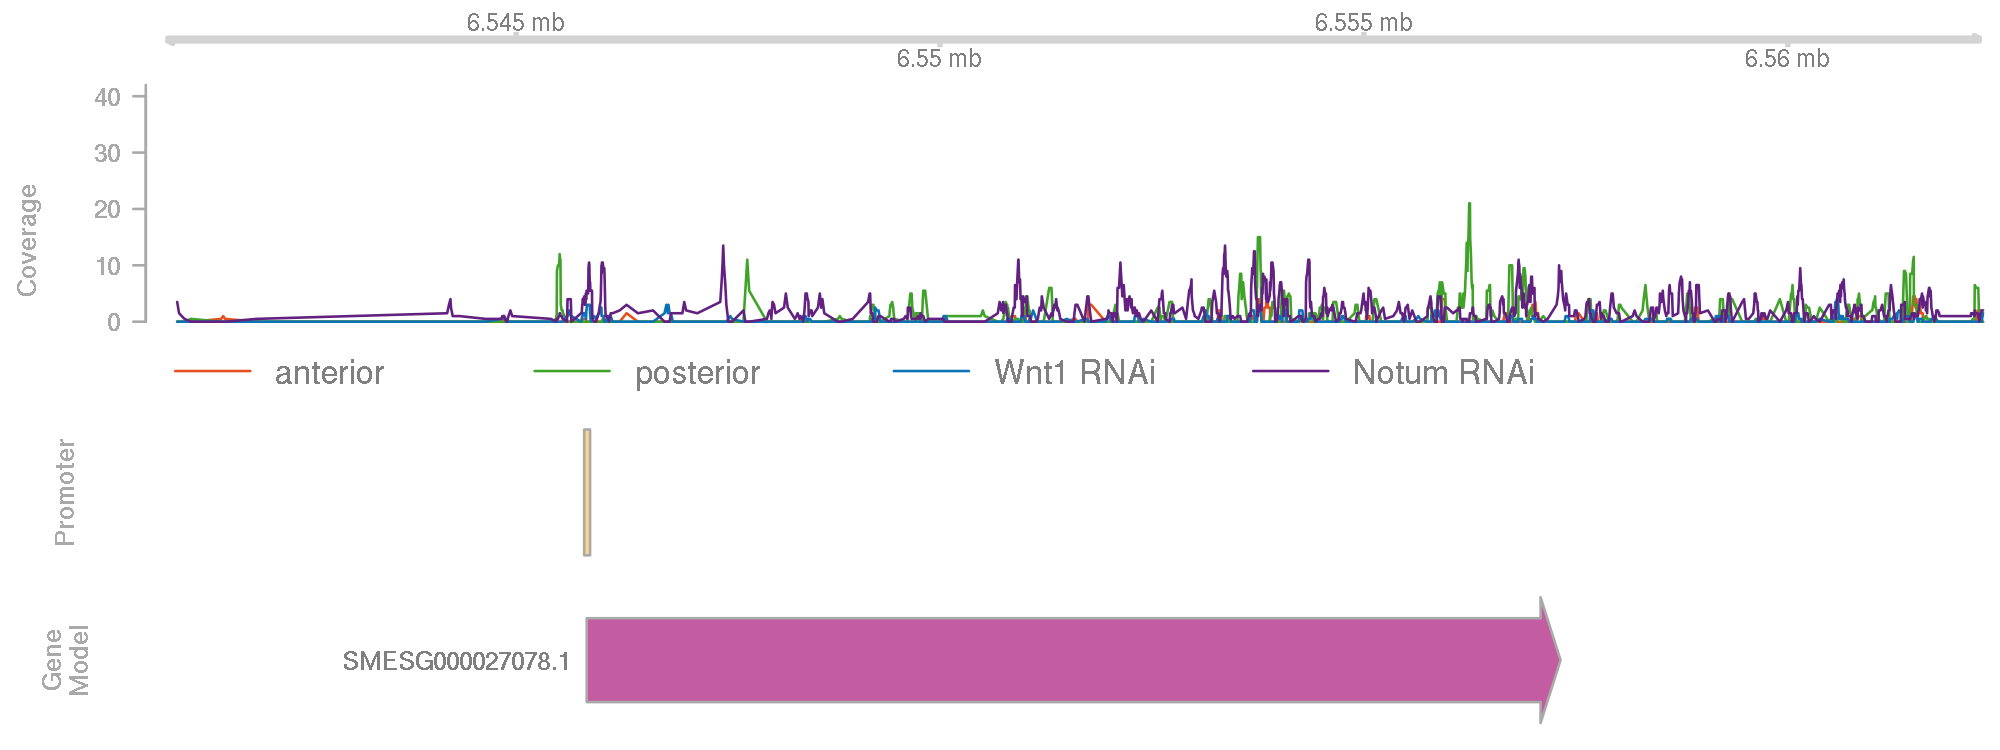 6.545 mb
6.555 mb
6.55 mb
6.56 mb
Coverage
40
30
20
10
0
anterior
posterior
Wnt1 RNAi
Notum RNAi
Promoter
Gene
Model
SMESG000027078.1